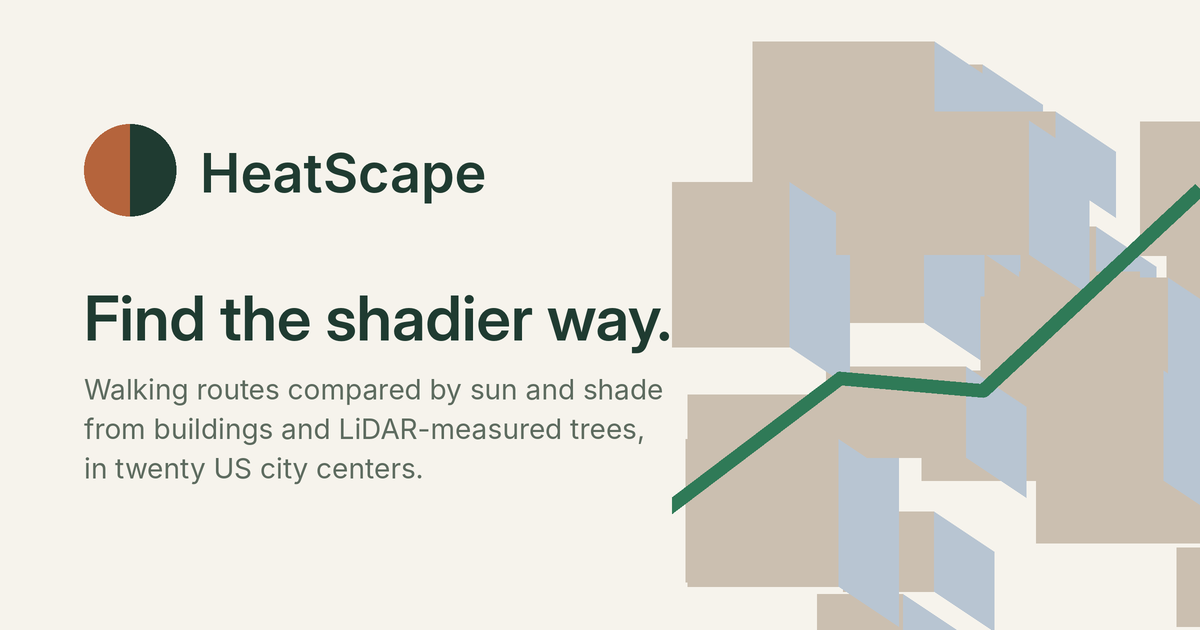 HeatScape
Find the shadier way.
Walking routes compared by sun and shade
from buildings and LiDAR-measured trees,
in twenty US city centers.